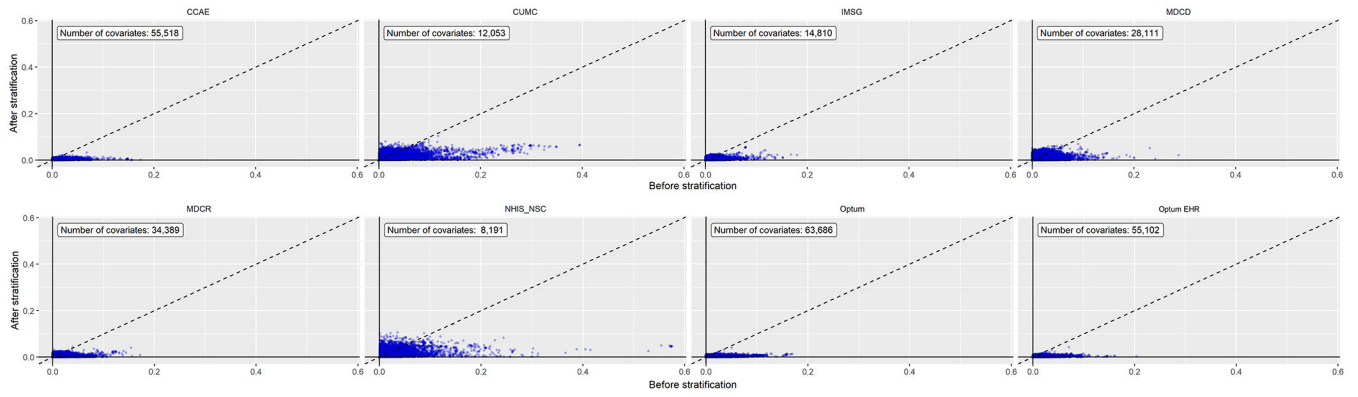 CCAE CUMC IMSG MDCD
Number of covariates: 55,518 Number of covariates: 12,053 Number of covariates: 14,810 Number of covariates: 28,111
After stratification
0.6
0.4
0.2
0.0
0.0 0.2 0.4 0.6 0.0 0.2 0.4 0.6 0.0 0.2 0.4 0.6 0.0 0.2 0.4 0.6
Before stratification Before stratification
MDCR NHIS_NSC Optum Optum EHR
Number of covariates: 34,389 Number of covariates: 8,191 Number of covariates: 63,686 Number of covariates: 55,102
After stratification
0.6
0.4
0.2
0.0
0.0 0.2 0.4 0.6 0.0 0.2 0.4 0.6 0.0 0.2 0.4 0.6 0.0 0.2 0.4 0.6
Before stratification